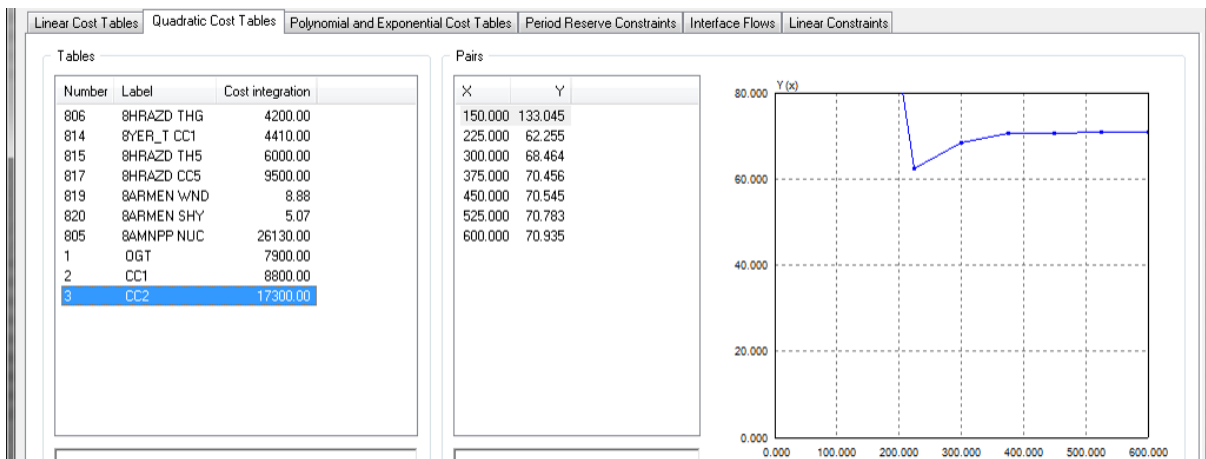 Linear Cost Tables Quadratic Cost Tables Polynomial and Exponential Cost Tables Period Reserve Constraints Interface Flows Linear Constraints
Tables
Number Label Cost integration
806 8HRAZD THG 4200.00
814 8YER_T CC1 4410.00
815 8HRAZD TH5 6000.00
817 8HRAZD CC5 9500.00
819 8ARMEN WND 8.88
820 8ARMEN SHY 5.07
805 8AMNPP NUC 26130.00
1 OGT 7900.00
2 CC1 8800.00
3 CC2 17300.00
Pairs
X Y
150.000 133.045
225.000 62.255
300.000 68.464
375.000 70.456
450.000 70.545
525.000 70.783
600.000 70.935
Y (x)
80.000
60.000
40.000
20.000
0.000
0.000 100.000 200.000 300.000 400.000 500.000 600.000